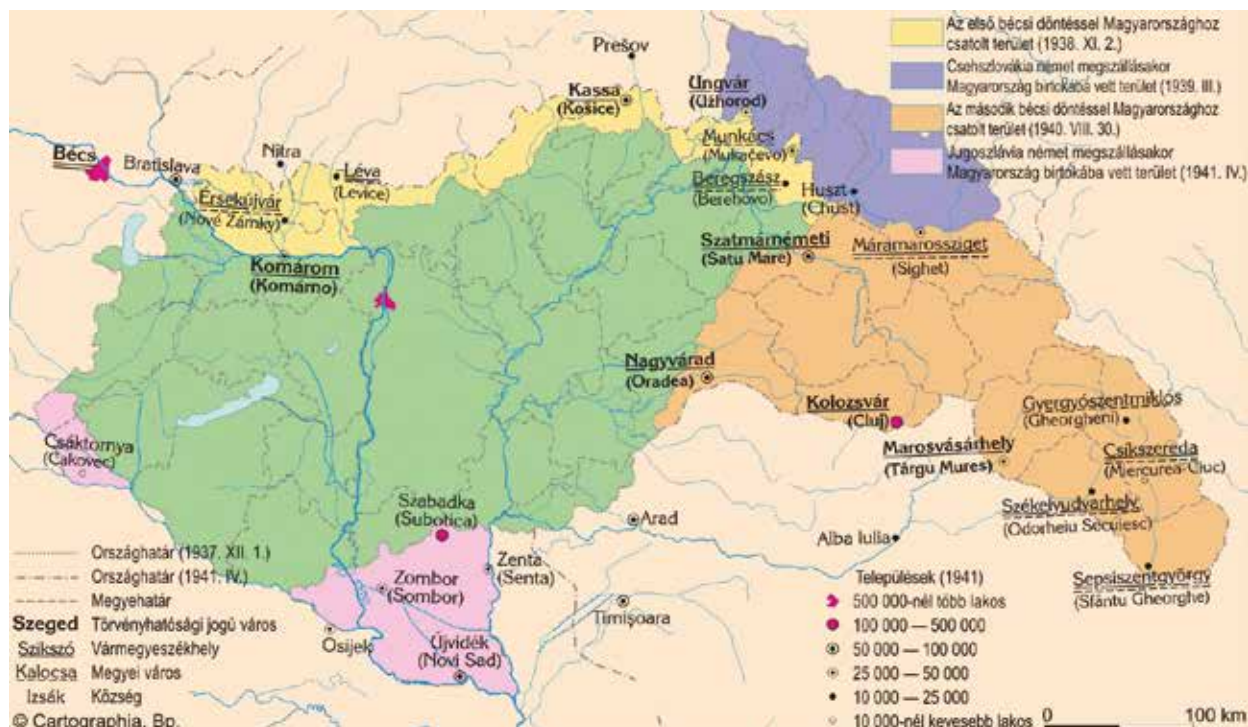 Az első bécsi döntéssel Magyarországhoz
csatolt terület (1938. XI. 2.)
Csehszlovákia német megszállásakor
Magyarország birtokába vett terület (1939. III.)
Az második bécsi döntéssel Magyarországhoz
csatolt terület (1940. VIII. 30.)
Jugoszlávia német megszállásakor
Magyarország birtokába vett terület (1941. IV.)
Prešov
Kassa
(Košice)
Ungvár
(Užhorod)
Munkács
(Mukačevo)
Beregszász
(Berehovo)
Huszt
(Chust)
Bécs
Bratislava
Nitra
Léva
(Levice)
Érsekújvár
(Nové Zámky)
Komárom
(Komárno)
Szatmárnémeti
(Satu Mare)
Máramarossziget
(Sighet)
Nagyvárad
(Oradea)
Kolozsvár
(Cluj)
Gyergyószentmiklós
(Gheorgheni)
Marosvásárhely
(Târgu Mures)
Csíkszereda
(Miercurea-Ciuc)
Székelyudvarhely
(Odorheiu Secuiesc)
Sepsiszentgyörgy
(Sfântu Gheorghe)
Csáktornya
(Čakovec)
Szabadka
(Subotica)
Arad
Alba Iulia
Zenta
(Senta)
Zombor
(Sombor)
Timişoara
Osijek
Újvidék
(Novi Sad)
Országhatár (1937. XII. 1.)
Országhatár (1941. IV.)
Megyehatár
Szeged Törvényhatósági jogú város
Szikszó Vármegyeszékhely
Kalocsa Megyei város
Izsák Község
© Cartographia, Bp.
Települések (1941)
500 000-nél több lakos
100 000 — 500 000
50 000 — 100 000
25 000 — 50 000
10 000 — 25 000
10 000-nél kevesebb lakos
0 100 km